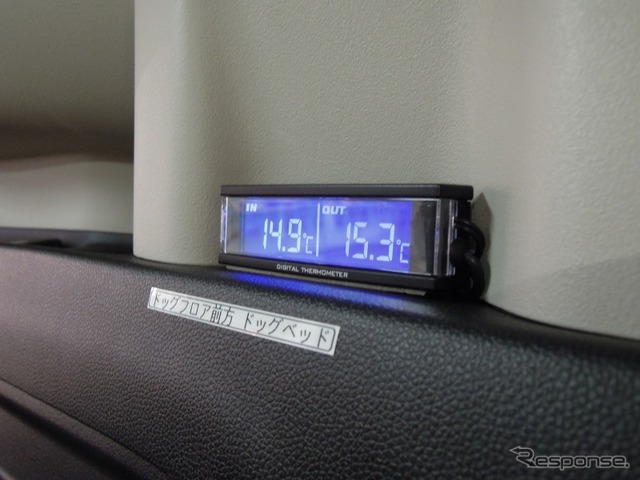 IN OUT
14.9℃ 15.3℃
DIGITAL THERMOMETER
ドッグフロア前方 ドッグベッド
Response.